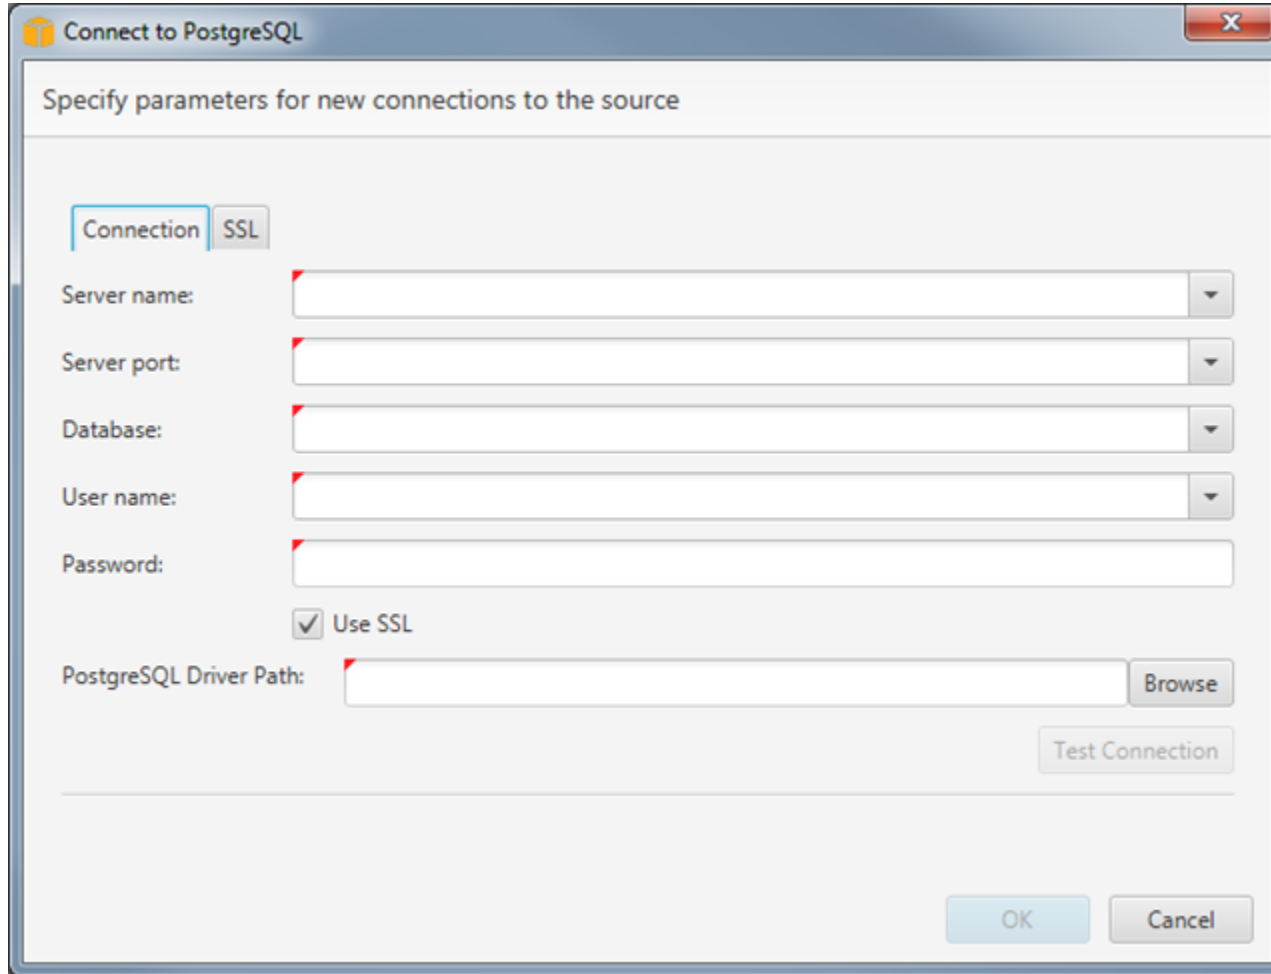 Connect to PostgreSQL
Specify parameters for new connections to the source
Connection SSL
Server name:
Server port:
Database:
User name:
Password:
Use SSL
PostgreSQL Driver Path: Browse
Test Connection
OK Cancel